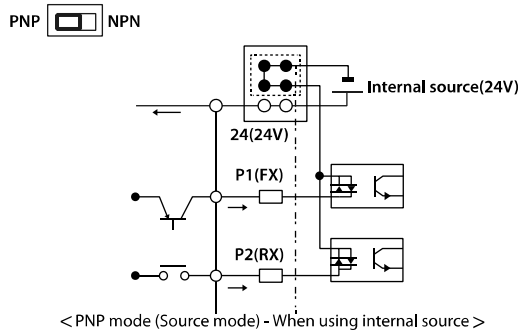 PNP NPN
Internal source(24V)
24(24V)
P1(FX)
P2(RX)
< PNP mode (Source mode) - When using internal source >